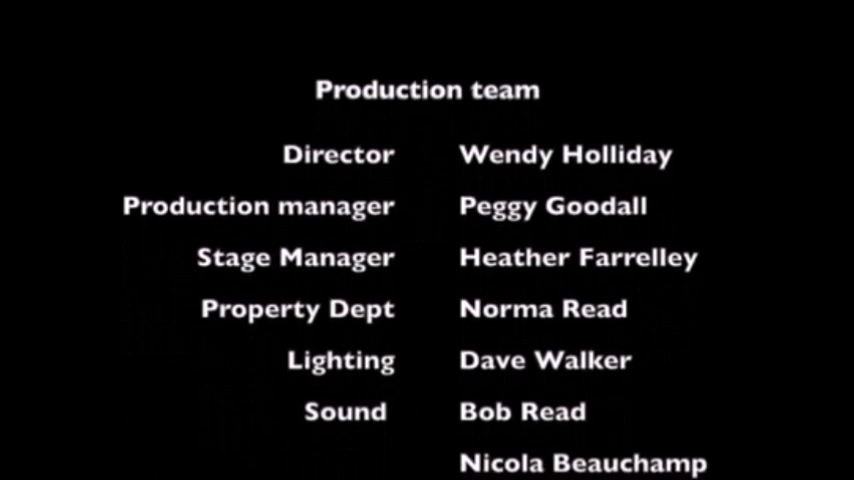 Production team
Director Wendy Holliday
Production manager Peggy Goodall
Stage Manager Heather Farrelley
Property Dept Norma Read
Lighting Dave Walker
Sound Bob Read
Nicola Beauchamp